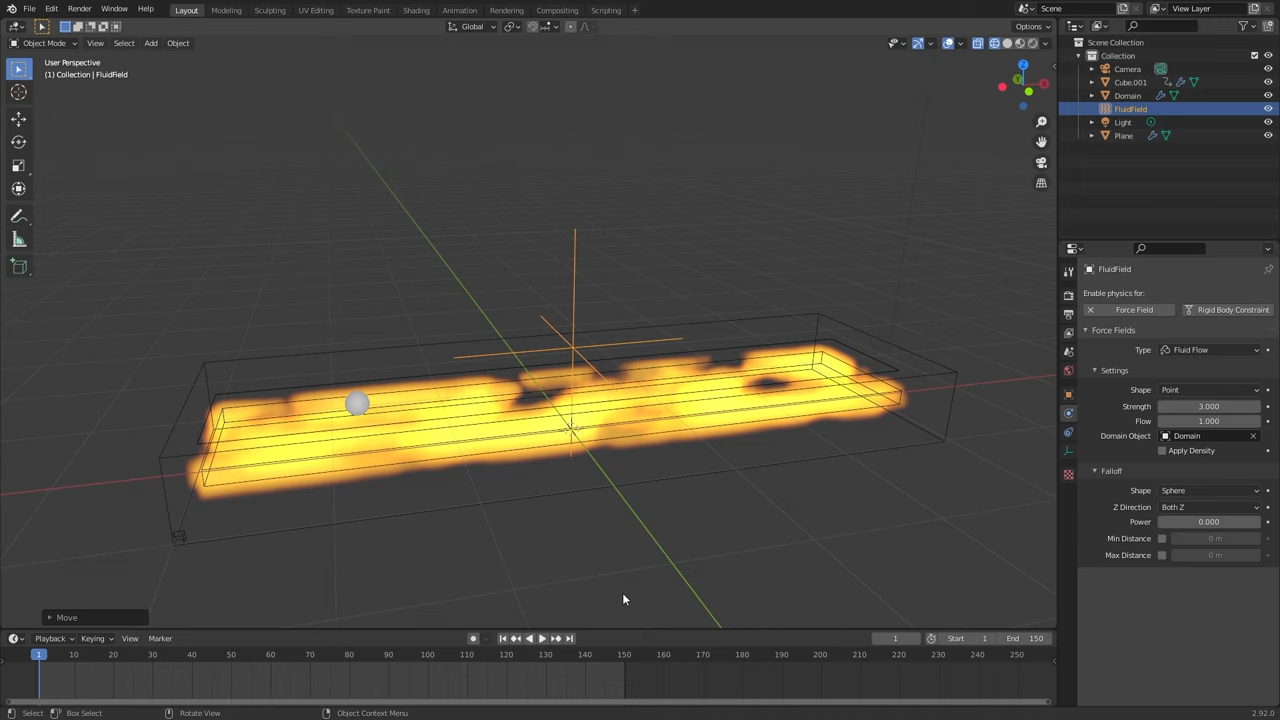 File Edit Render Window Help Layout Modeling Sculpting UV Editing Texture Paint Shading Animation Rendering Compositing Scripting + Scene View Layer
Global Options
Object Mode View Select Add Object
User Perspective
(1) Collection | FluidField
Z
X
Y
Scene Collection
Collection
Camera
Cube.001
Domain
FluidField
Light
Plane
FluidField
Enable physics for:
Force Field Rigid Body Constraint
Force Fields
Type Fluid Flow
Settings
Shape Point
Strength 3.000
Flow 1.000
Domain Object Domain
Apply Density
Falloff
Shape Sphere
Z Direction Both Z
Power 0.000
Min Distance 0 m
Max Distance 0 m
Move
Playback Keying View Marker 1 Start 1 End 150
1 10 20 30 40 50 60 70 80 90 100 110 120 130 140 150 160 170 180 190 200 210 220 230 240 250
Select Box Select Rotate View Object Context Menu 2.92.0